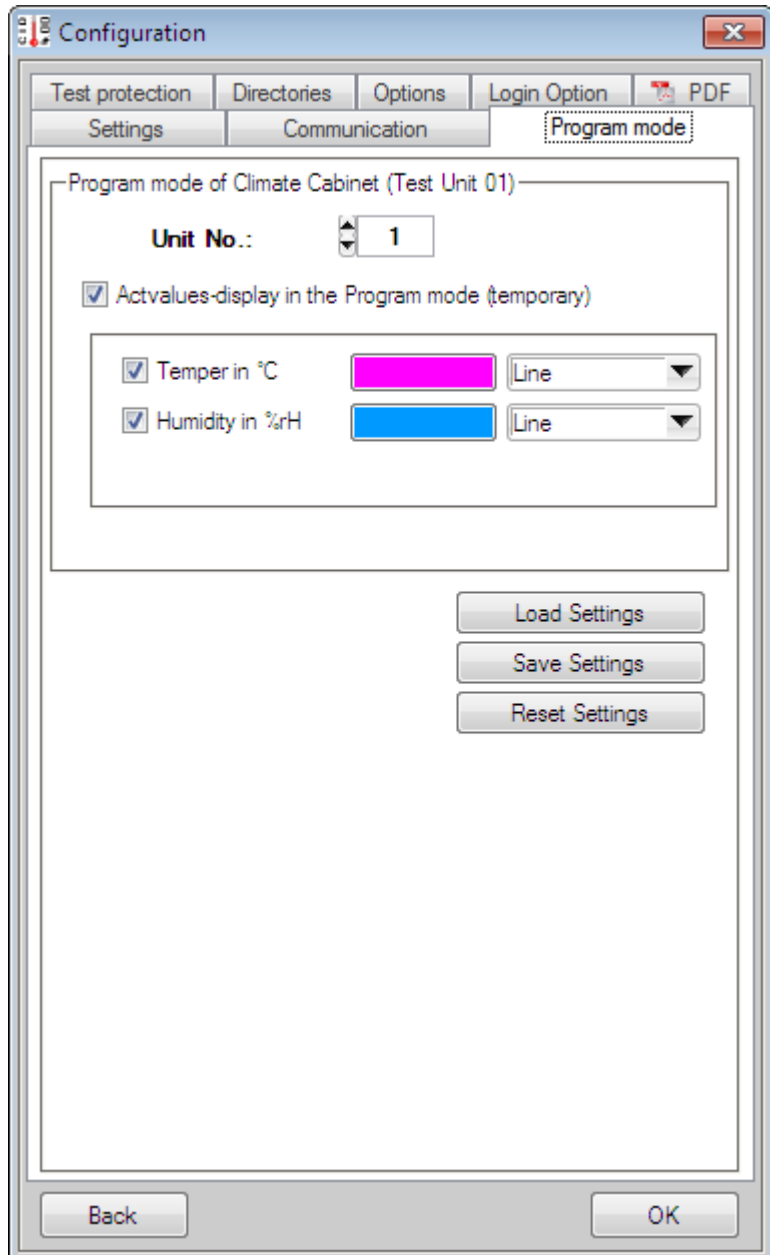 Configuration
Test protection Directories Options Login Option PDF
Settings Communication Program mode
Program mode of Climate Cabinet (Test Unit 01)
Unit No.: 1
Actvalues-display in the Program mode (temporary)
Temper in °C Line
Humidity in %rH Line
Load Settings
Save Settings
Reset Settings
Back OK